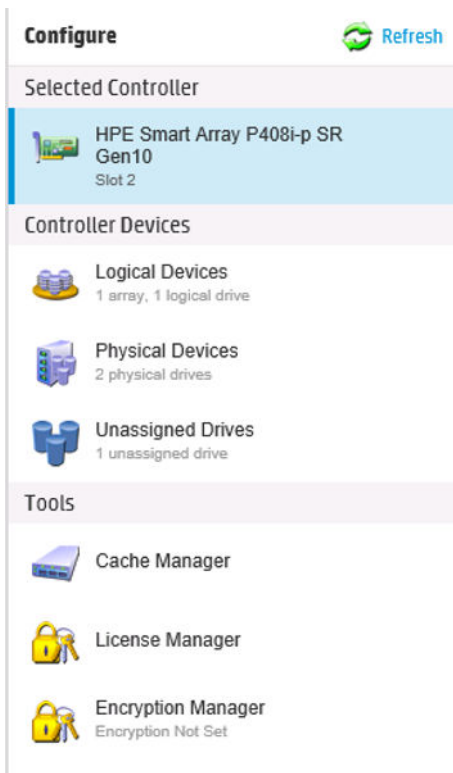 Configure
Refresh
Selected Controller
HPE Smart Array P408i-p SR
Gen10
Slot 2
Controller Devices
Logical Devices
1 array, 1 logical drive
Physical Devices
2 physical drives
Unassigned Drives
1 unassigned drive
Tools
Cache Manager
License Manager
Encryption Manager
Encryption Not Set